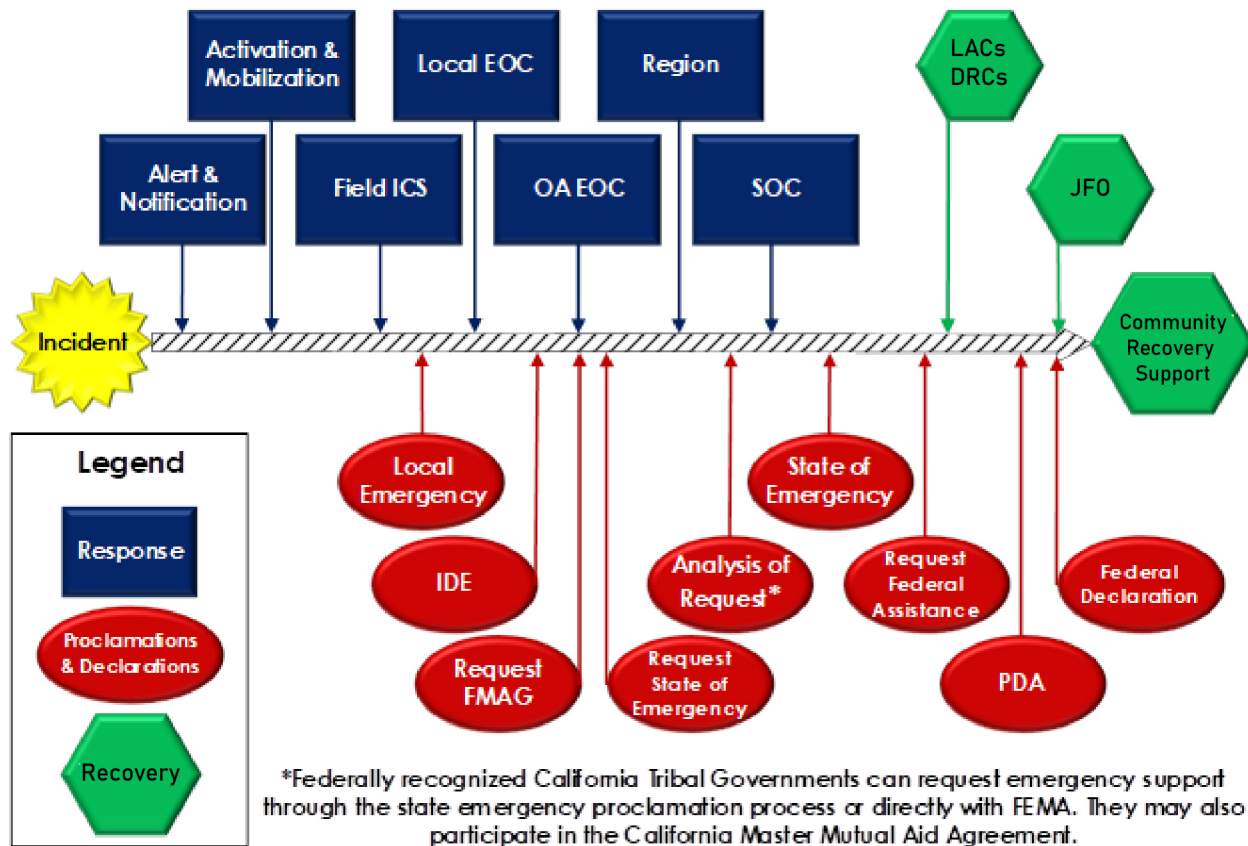 Activation &
Mobilization
Local EOC
Region
LACs
DRCs
Alert &
Notification
Field ICS
OA EOC
SOC
JFO
Incident
Community
Recovery
Support
Local
Emergency
State of
Emergency
IDE
Analysis of
Request*
Request
Federal
Assistance
Federal
Declaration
Request
FMAG
Request
State of
Emergency
PDA
Legend
Response
Proclamations
& Declarations
Recovery
*Federally recognized California Tribal Governments can request emergency support
through the state emergency proclamation process or directly with FEMA. They may also
participate in the California Master Mutual Aid Agreement.